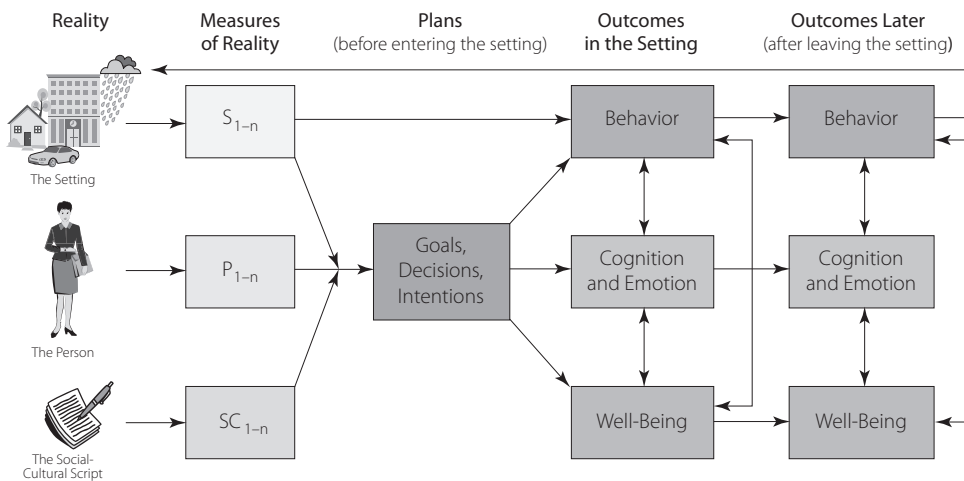 Reality
Measures
of Reality
Plans
(before entering the setting)
Outcomes
in the Setting
Outcomes Later
(after leaving the setting)
The Setting
S1–n
Behavior
Behavior
The Person
P1–n
Goals,
Decisions,
Intentions
Cognition
and Emotion
Cognition
and Emotion
The Social-
Cultural Script
SC1–n
Well-Being
Well-Being